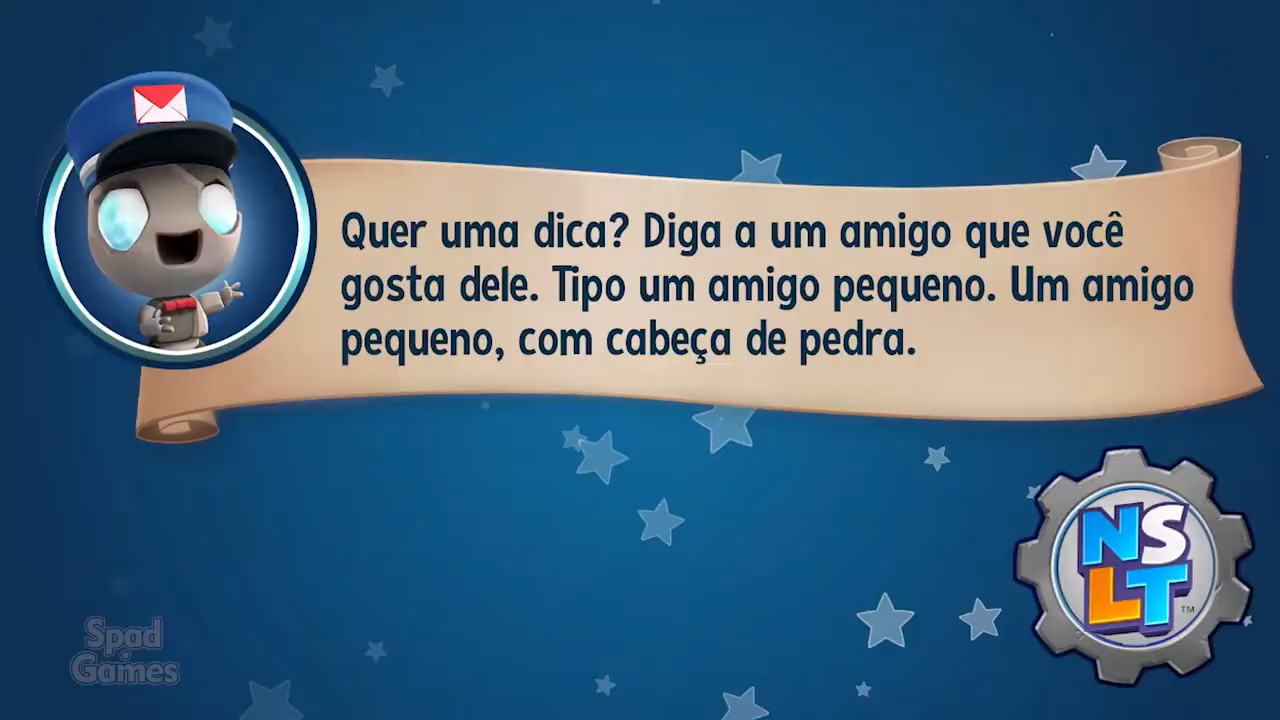 Quer uma dica? Diga a um amigo que você
gosta dele. Tipo um amigo pequeno. Um amigo
pequeno, com cabeça de pedra.
NS
LT™
Spad
Games